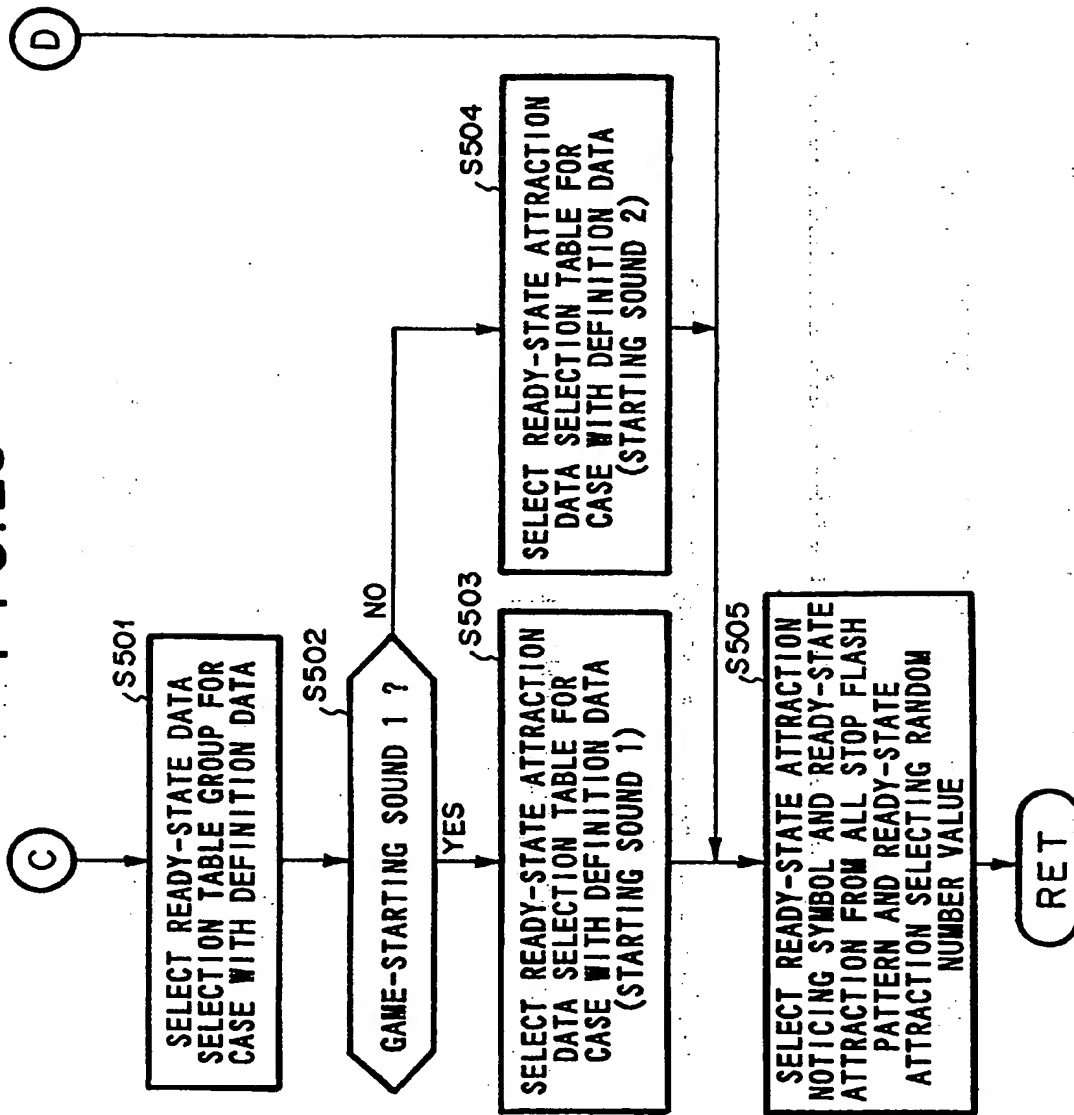 C
D
S501
SELECT READY-STATE DATA
SELECTION TABLE GROUP FOR
CASE WITH DEFINITION DATA
S502
GAME-STARTING SOUND 1 ?
NO
YES
S503
SELECT READY-STATE ATTRACTION
DATA SELECTION TABLE FOR
CASE WITH DEFINITION DATA
(STARTING SOUND 1)
S504
SELECT READY-STATE ATTRACTION
DATA SELECTION TABLE FOR
CASE WITH DEFINITION DATA
(STARTING SOUND 2)
S505
SELECT READY-STATE ATTRACTION
NOTICING SYMBOL AND READY-STATE
ATTRACTION FROM ALL STOP FLASH
PATTERN AND READY-STATE
ATTRACTION SELECTING RANDOM
NUMBER VALUE
RET